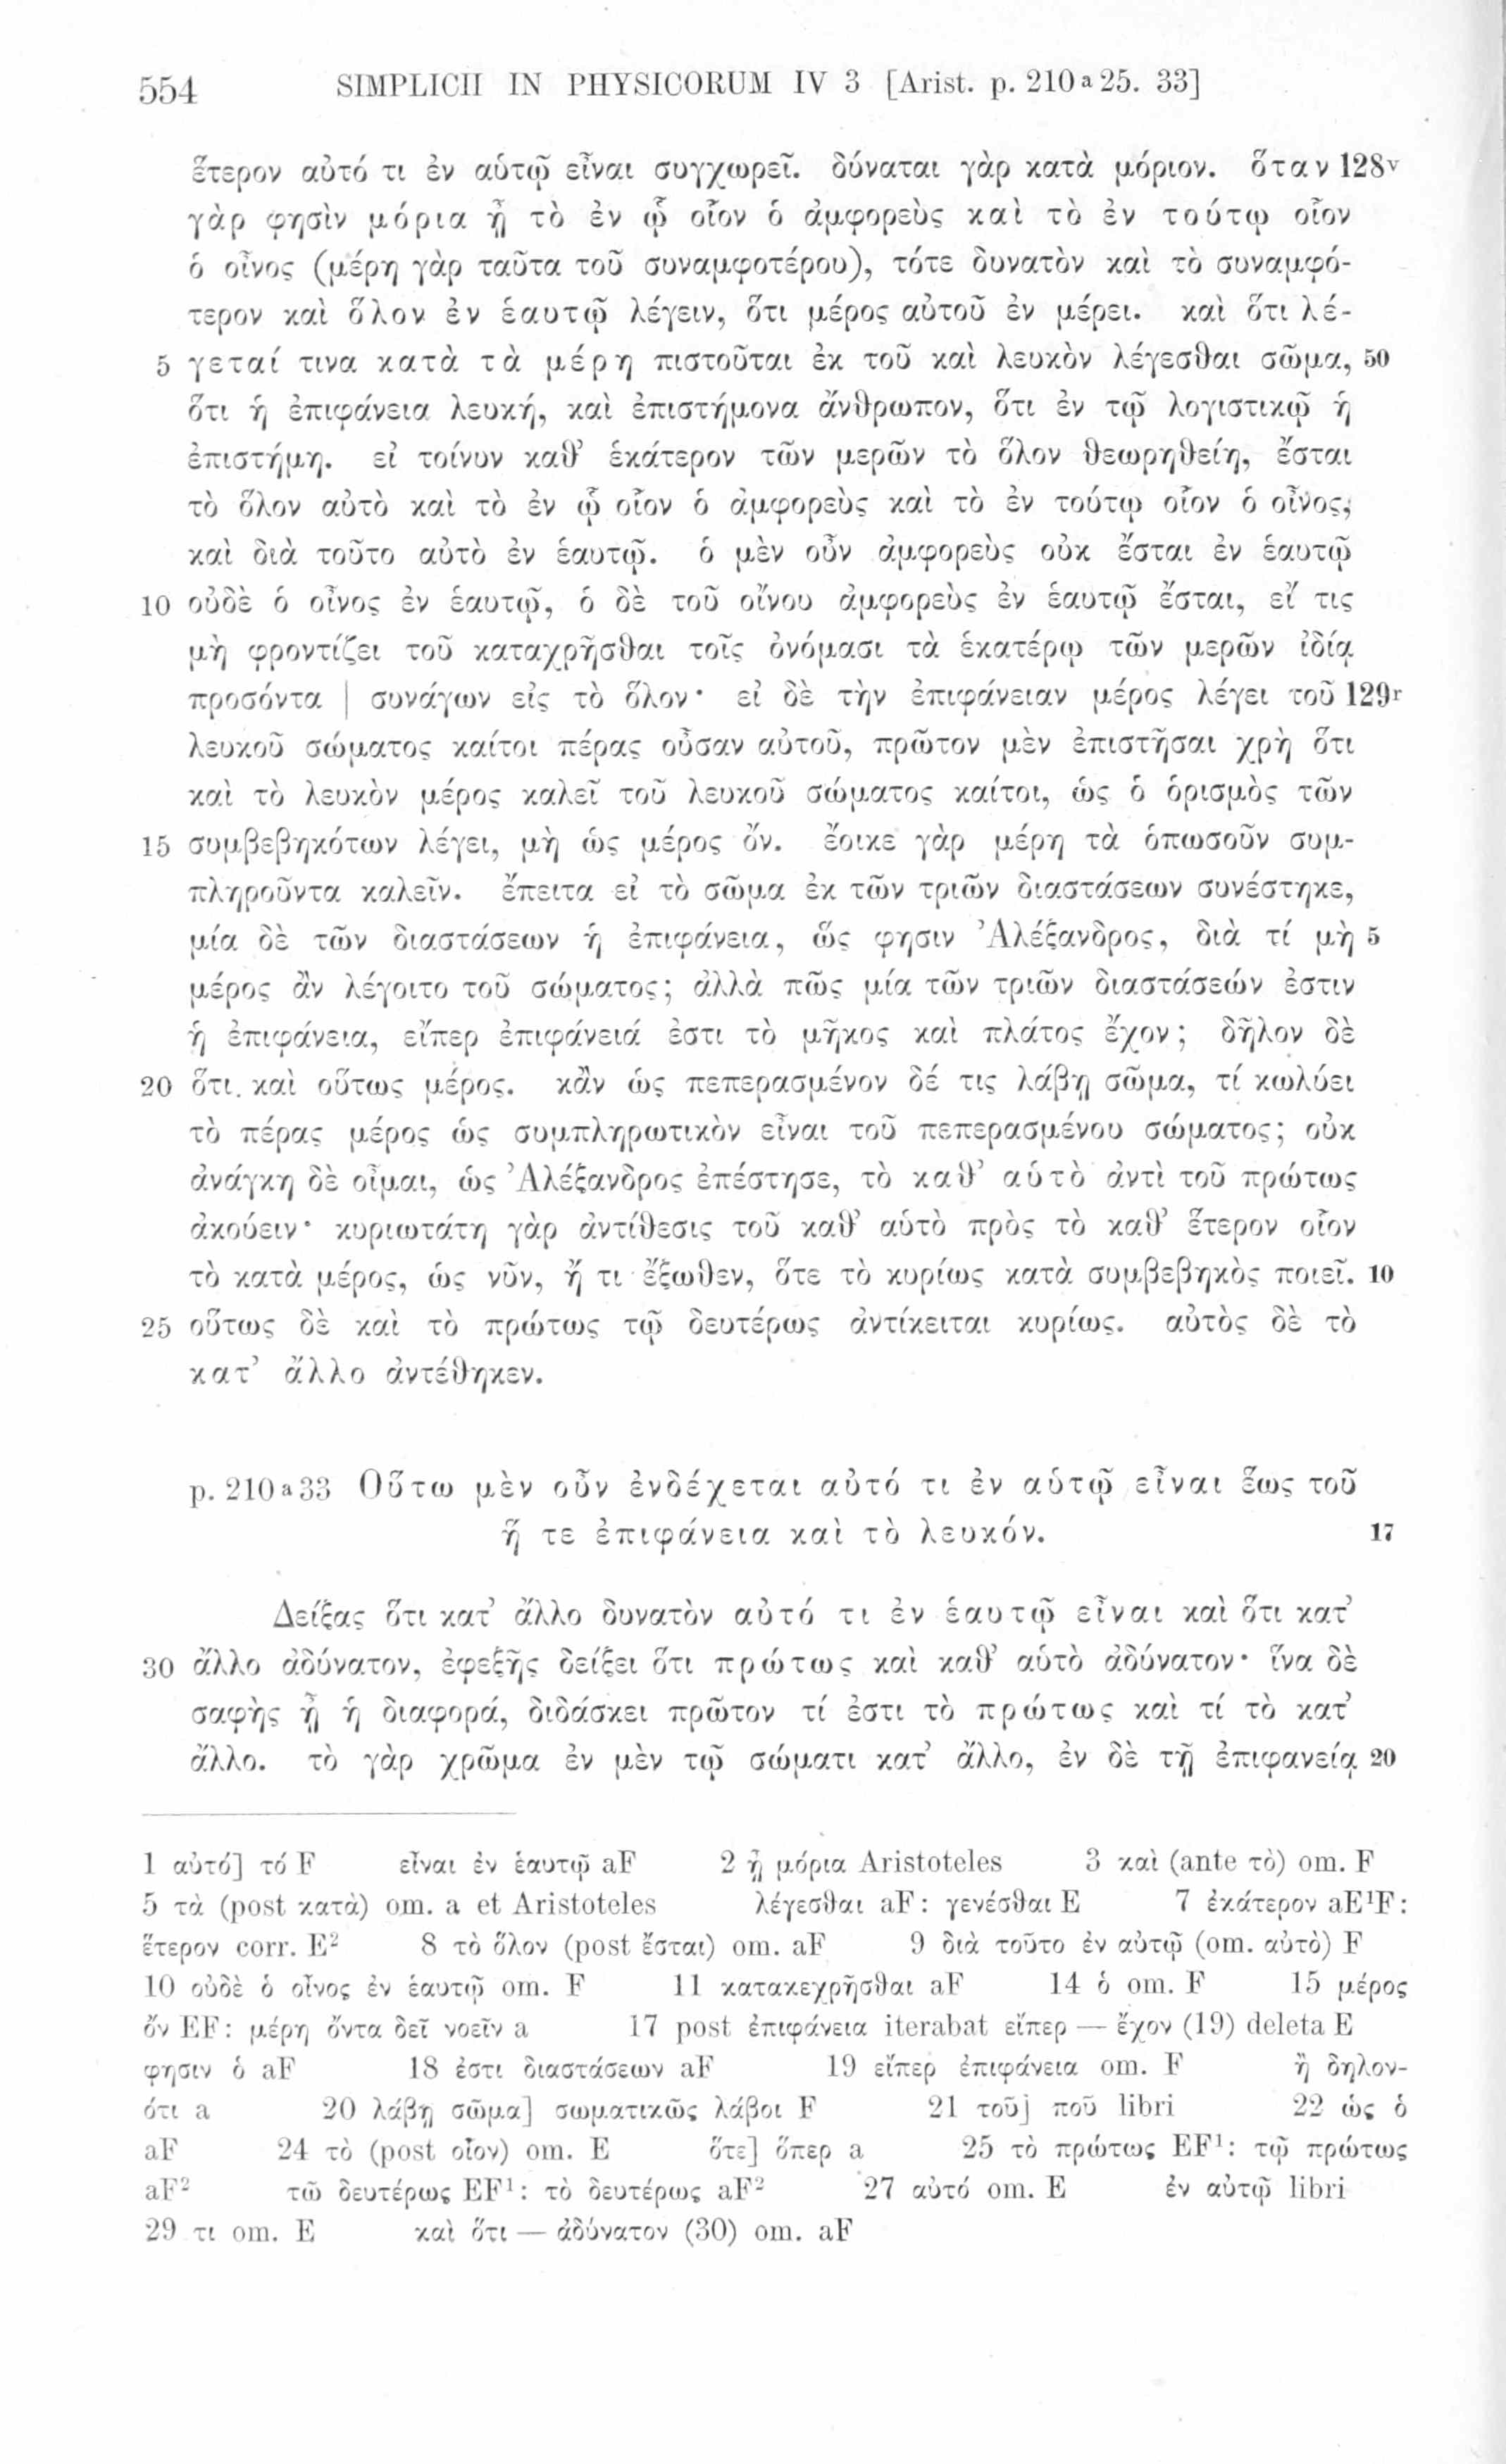 554 SIMPLICII IN PHYSICORUM IV 3 [Arist. p. 210 a 25. 33]
ἕτερον αὐτό τι ἐν αὑτῷ εἶναι συγχωρεῖ. δύναται γὰρ κατὰ μόριον. ὅταν 128v
γὰρ φησὶν μόρια ᾖ τὸ ἐν ᾧ οἷον ὁ ἀμφορεὺς καὶ τὸ ἐν τούτῳ οἷον
ὁ οἶνος (μέρη γὰρ ταῦτα τοῦ συναμφοτέρου), τότε δυνατὸν καὶ τὸ συναμφό-
τερον καὶ ὅλον ἐν ἑαυτῷ λέγειν, ὅτι μέρος αὐτοῦ ἐν μέρει. καὶ ὅτι λέ-
5 γεταί τινα κατὰ τὰ μέρη πιστοῦται ἐκ τοῦ καὶ λευκὸν λέγεσθαι σῶμα, 50
ὅτι ἡ ἐπιφάνεια λευκή, καὶ ἐπιστήμονα ἄνθρωπον, ὅτι ἐν τῷ λογιστικῷ ἡ
ἐπιστήμη. εἰ τοίνυν καθ’ ἑκάτερον τῶν μερῶν τὸ ὅλον θεωρηθείη, ἔσται
τὸ ὅλον αὐτὸ καὶ τὸ ἐν ᾧ οἷον ὁ ἀμφορεὺς καὶ τὸ ἐν τούτῳ οἷον ὁ οἶνος,
καὶ διὰ τοῦτο αὐτὸ ἐν ἑαυτῷ. ὁ μὲν οὖν ἀμφορεὺς οὐκ ἔσται ἐν ἑαυτῷ
10 οὐδὲ ὁ οἶνος ἐν ἑαυτῷ, ὁ δὲ τοῦ οἴνου ἀμφορεὺς ἐν ἑαυτῷ ἔσται, εἴ τις
μὴ φροντίζει τοῦ καταχρῆσθαι τοῖς ὀνόμασι τὰ ἑκατέρῳ τῶν μερῶν ἰδίᾳ
προσόντα | συνάγων εἰς τὸ ὅλον· εἰ δὲ τὴν ἐπιφάνειαν μέρος λέγει τοῦ 129r
λευκοῦ σώματος καίτοι πέρας οὖσαν αὐτοῦ, πρῶτον μὲν ἐπιστῆσαι χρὴ ὅτι
καὶ τὸ λευκὸν μέρος καλεῖ τοῦ λευκοῦ σώματος καίτοι, ὡς ὁ ὁρισμὸς τῶν
15 συμβεβηκότων λέγει, μὴ ὡς μέρος ὄν. ἔοικε γὰρ μέρη τὰ ὁπωσοῦν συμ-
πληροῦντα καλεῖν. ἔπειτα εἰ τὸ σῶμα ἐκ τῶν τριῶν διαστάσεων συνέστηκε,
μία δὲ τῶν διαστάσεων ἡ ἐπιφάνεια, ὥς φησιν Ἀλέξανδρος, διὰ τί μὴ 5
μέρος ἂν λέγοιτο τοῦ σώματος; ἀλλὰ πῶς μία τῶν τριῶν διαστάσεών ἐστιν
ἡ ἐπιφάνεια, εἴπερ ἐπιφάνειά ἐστι τὸ μῆκος καὶ πλάτος ἔχον; δῆλον δὲ
20 ὅτι καὶ οὕτως μέρος. κἂν ὡς πεπερασμένον δέ τις λάβῃ σῶμα, τί κωλύει
τὸ πέρας μέρος ὡς συμπληρωτικὸν εἶναι τοῦ πεπερασμένου σώματος; οὐκ
ἀνάγκη δὲ οἶμαι, ὡς Ἀλέξανδρος ἐπέστησε, τὸ καθ’ αὑτὸ ἀντὶ τοῦ πρώτως
ἀκούειν· κυριωτάτη γὰρ ἀντίθεσις τοῦ καθ’ αὑτὸ πρὸς τὸ καθ’ ἕτερον οἷον
τὸ κατὰ μέρος, ὡς νῦν, ἤ τι ἔξωθεν, ὅτε τὸ κυρίως κατὰ συμβεβηκὸς ποιεῖ. 10
25 οὕτως δὲ καὶ τὸ πρώτως τῷ δευτέρως ἀντίκειται κυρίως. αὐτὸς δὲ τὸ
κατ’ ἄλλο ἀντέθηκεν.
p. 210 a 33 Οὕτω μὲν οὖν ἐνδέχεται αὐτό τι ἐν αὑτῷ εἶναι ἕως τοῦ
ἥ τε ἐπιφάνεια καὶ τὸ λευκόν. 17
Δείξας ὅτι κατ’ ἄλλο δυνατὸν αὐτό τι ἐν ἑαυτῷ εἶναι καὶ ὅτι κατ’
30 ἄλλο ἀδύνατον, ἐφεξῆς δείξει ὅτι πρώτως καὶ καθ’ αὑτὸ ἀδύνατον· ἵνα δὲ
σαφὴς ᾖ ἡ διαφορά, διδάσκει πρῶτον τί ἐστι τὸ πρώτως καὶ τί τὸ κατ’
ἄλλο. τὸ γὰρ χρῶμα ἐν μὲν τῷ σώματι κατ’ ἄλλο, ἐν δὲ τῇ ἐπιφανείᾳ 20
1 αὐτό] τό F εἶναι ἐν ἑαυτῷ aF 2 ᾖ μόρια Aristoteles 3 καὶ (ante τὸ) om. F
5 τὰ (post κατὰ) om. a et Aristoteles λέγεσθαι aF: γενέσθαι E 7 ἑκάτερον aE¹F:
ἕτερον corr. E² 8 τὸ ὅλον (post ἔσται) om. aF 9 διὰ τοῦτο ἐν αὑτῷ (om. αὐτὸ) F
10 οὐδὲ ὁ οἶνος ἐν ἑαυτῷ om. F 11 κατακεχρῆσθαι aF 14 ὁ om. F 15 μέρος
ὄν EF: μέρη ὄντα δεῖ νοεῖν a 17 post ἐπιφάνεια iterabat εἴπερ — ἔχον (19) deleta E
φησιν ὁ aF 18 ἐστι διαστάσεων aF 19 εἴπερ ἐπιφάνεια om. F ἢ δηλον-
ότι a 20 λάβῃ σῶμα] σωματικῶς λάβοι F 21 τοῦ] ποῦ libri 22 ὡς ὁ
aF 24 τὸ (post οἷον) om. E ὅτε] ὅπερ a 25 τὸ πρώτως EF¹: τῷ πρώτως
aF² τῶ δευτέρως EF¹: τὸ δευτέρως aF² 27 αὐτό om. E ἐν αὐτῷ libri
29 τι om. E καὶ ὅτι — ἀδύνατον (30) om. aF